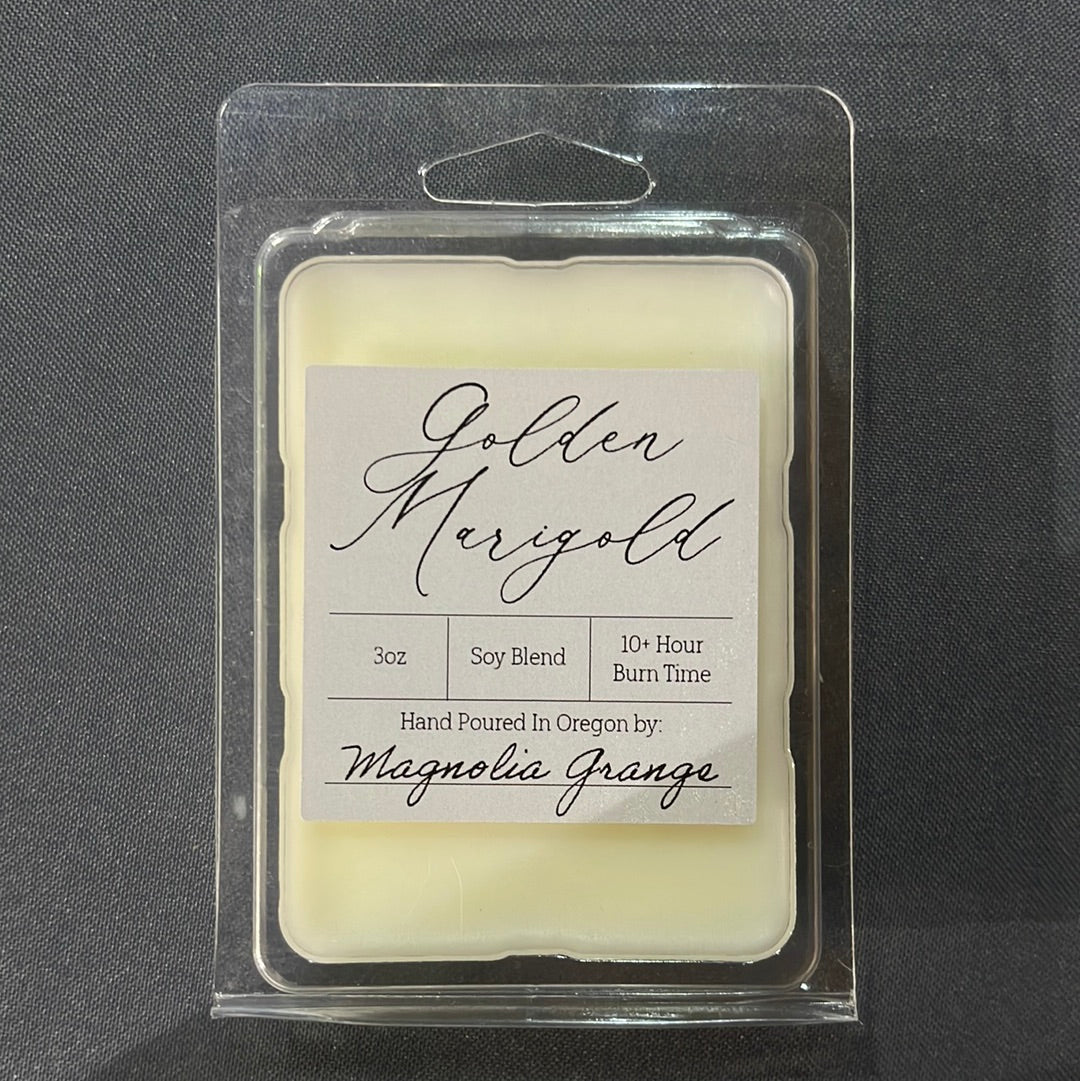 Golden
Marigold
3oz
Soy Blend
10+ Hour
Burn Time
Hand Poured In Oregon by:
Magnolia Grange